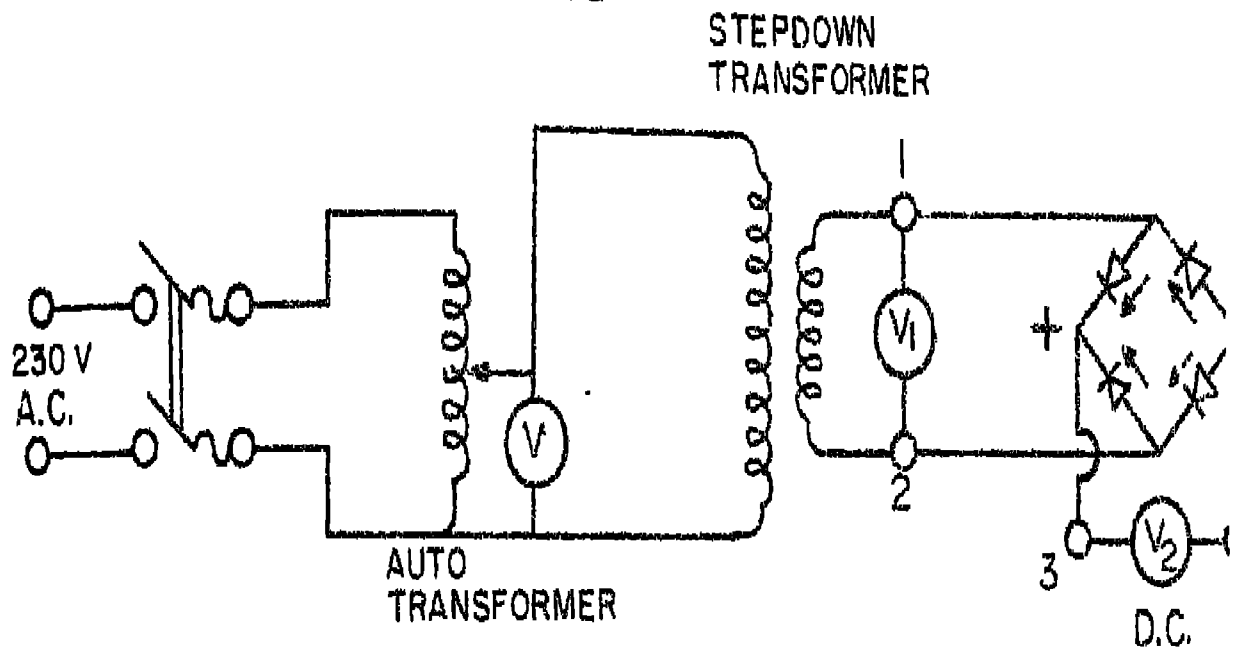 STEPDOWN
TRANSFORMER
1
230 V
A.C.
V
V1
+
2
3
V2
D.C.
AUTO
TRANSFORMER